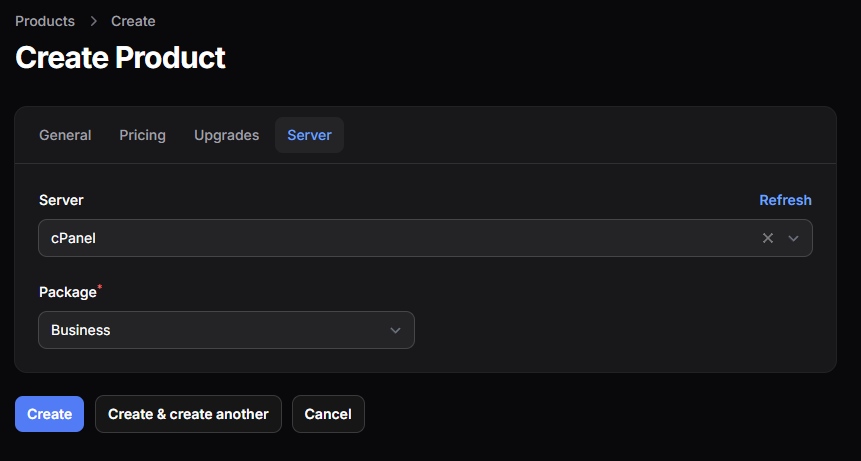 Products > Create
Create Product
General Pricing Upgrades Server
Server Refresh
cPanel
Package*
Business
Create Create & create another Cancel